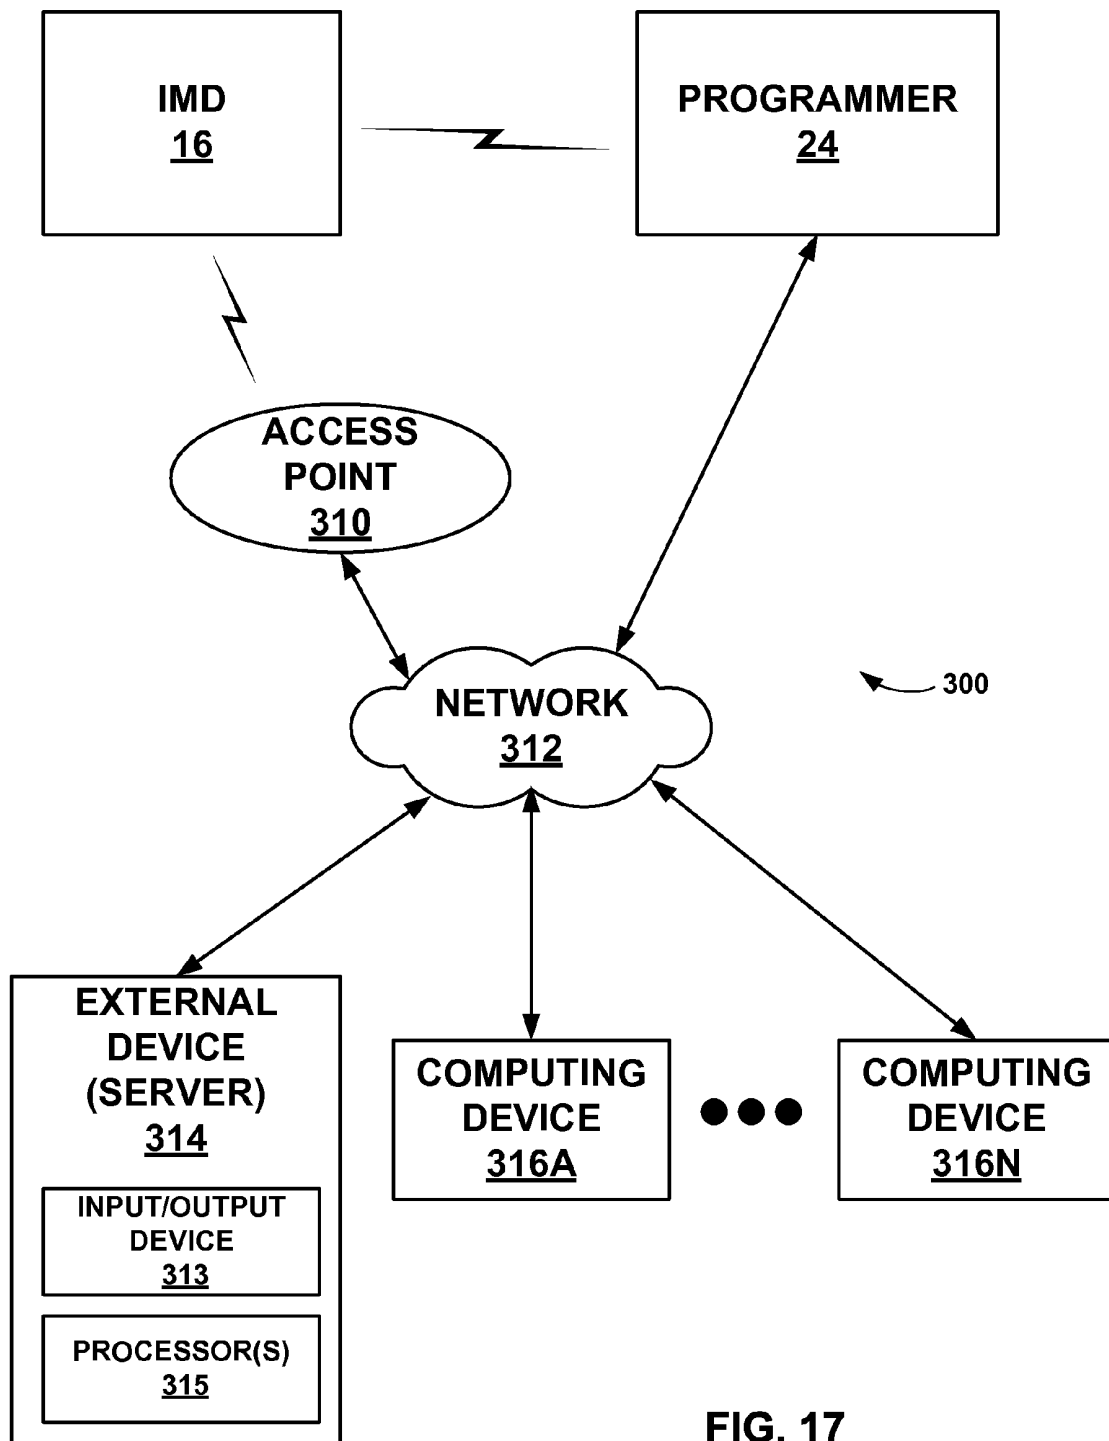 IMD
16
PROGRAMMER
24
ACCESS
POINT
310
NETWORK
312
300
EXTERNAL
DEVICE
(SERVER)
314
INPUT/OUTPUT
DEVICE
313
PROCESSOR(S)
315
COMPUTING
DEVICE
316A
COMPUTING
DEVICE
316N
FIG. 17